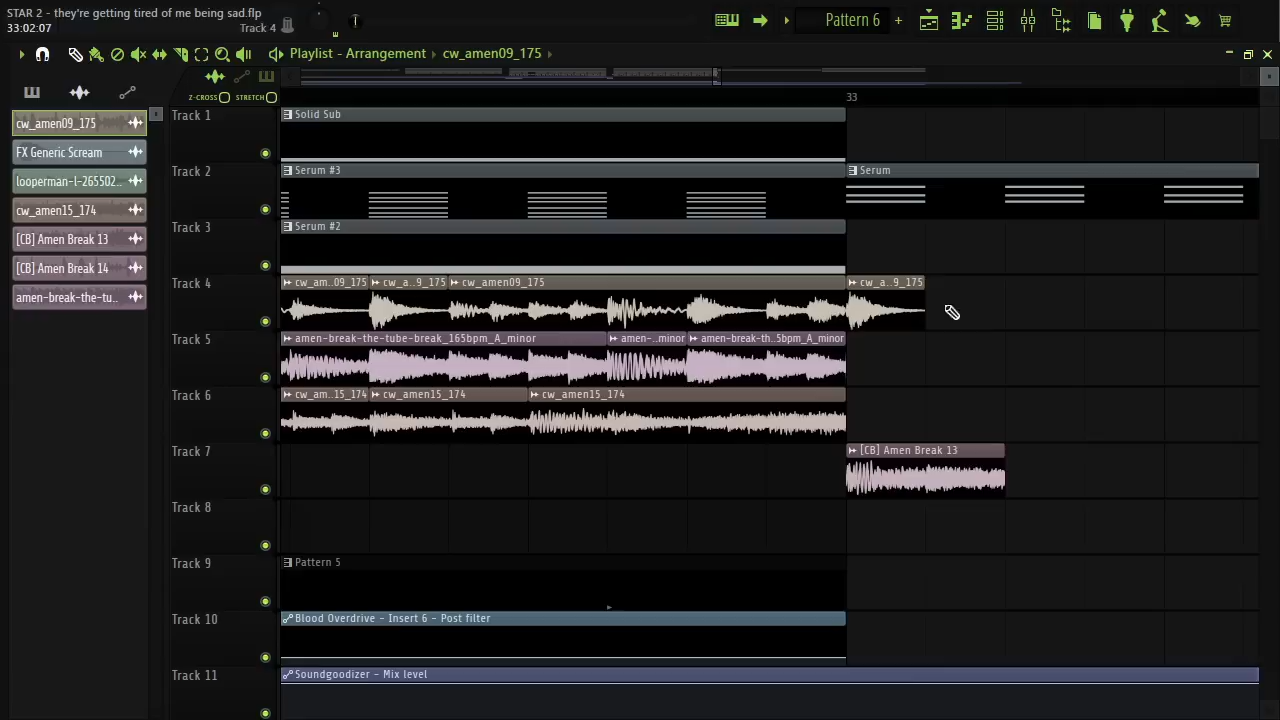 STAR 2 - they're getting tired of me being sad.flp
33:02:07
Track 4
Pattern 6
Playlist - Arrangement › cw_amen09_175 ›
Z-CROSS
STRETCH
33
cw_amen09_175
FX Generic Scream
looperman-l-265502..
cw_amen15_174
[CB] Amen Break 13
[CB] Amen Break 14
amen-break-the-tu..
Track 1
Solid Sub
Track 2
Serum #3
Serum
Track 3
Serum #2
Track 4
cw_am..09_175
cw_a..9_175
cw_amen09_175
cw_a..9_175
Track 5
amen-break-the-tube-break_165bpm_A_minor
amen-..minor
amen-break-th..5bpm_A_minor
Track 6
cw_am..15_174
cw_amen15_174
cw_amen15_174
Track 7
[CB] Amen Break 13
Track 8
Track 9
Pattern 5
Track 10
Blood Overdrive - Insert 6 - Post filter
Track 11
Soundgoodizer - Mix level